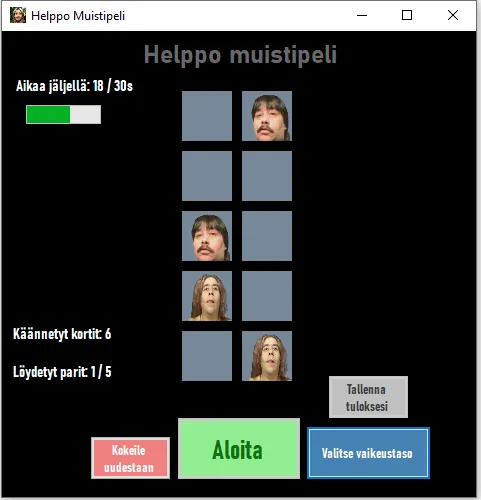 Helppo Muistipeli
Helppo muistipeli
Aikaa jäljellä: 18 / 30s
Käännetyt kortit: 6
Löydetyt parit: 1 / 5
Tallenna
tuloksesi
Kokeile
uudestaan
Aloita
Valitse vaikeustaso